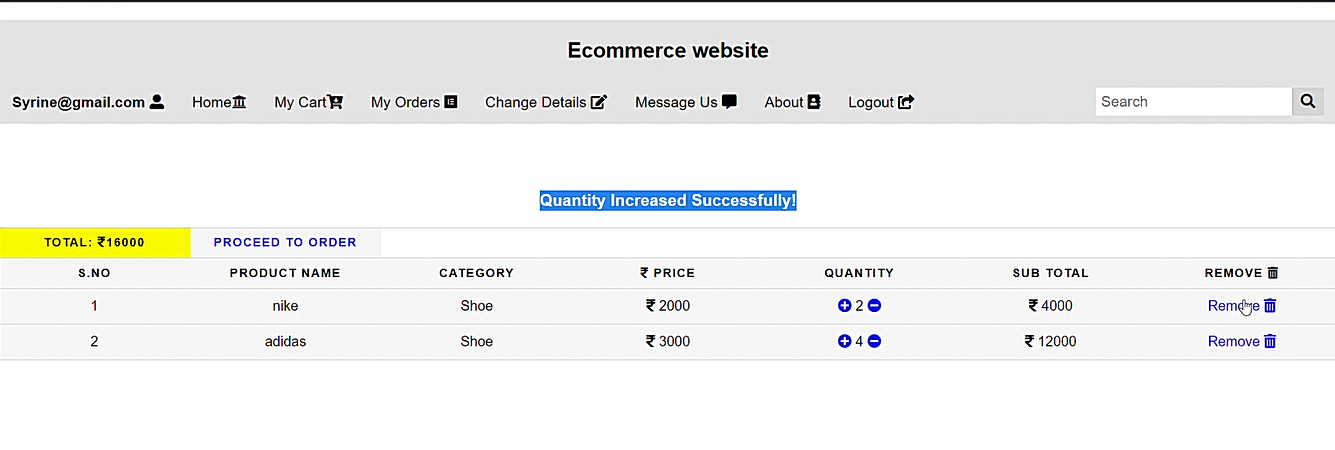 Ecommerce website
Syrine@gmail.com Home My Cart My Orders Change Details Message Us About Logout Search
Quantity Increased Successfully!
TOTAL: ₹16000 PROCEED TO ORDER
S.NO PRODUCT NAME CATEGORY ₹ PRICE QUANTITY SUB TOTAL REMOVE
1 nike Shoe ₹ 2000 2 ₹ 4000 Remove
2 adidas Shoe ₹ 3000 4 ₹ 12000 Remove